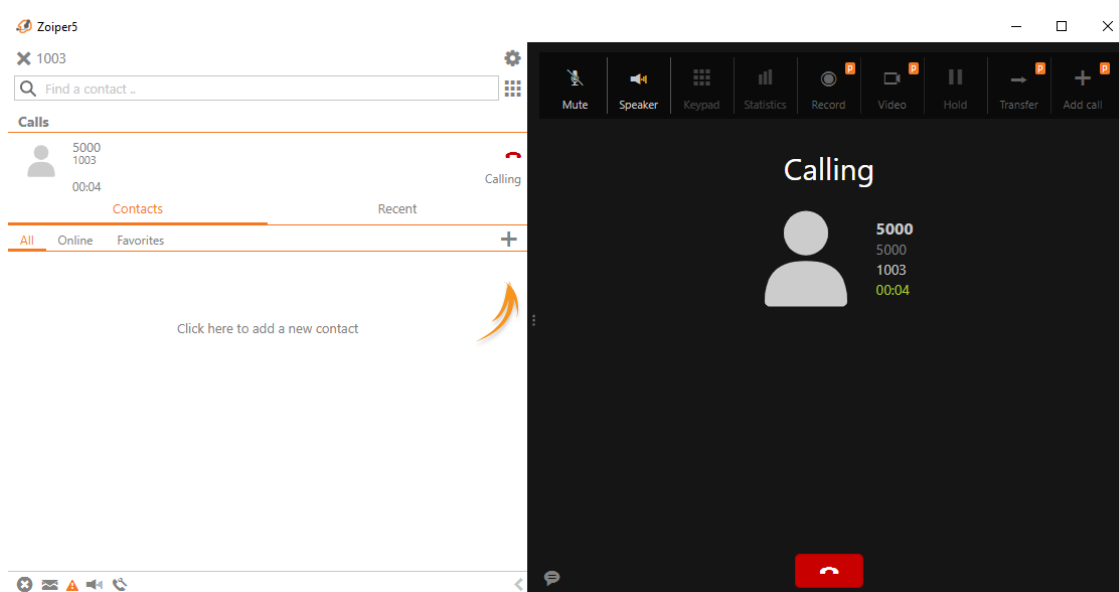 Zoiper5
1003
Find a contact ..
Calls
5000
1003
00:04
Calling
Contacts
Recent
All
Online
Favorites
Click here to add a new contact
Mute
Speaker
Keypad
Statistics
P
Record
P
Video
Hold
P
Transfer
P
Add call
Calling
5000
5000
1003
00:04